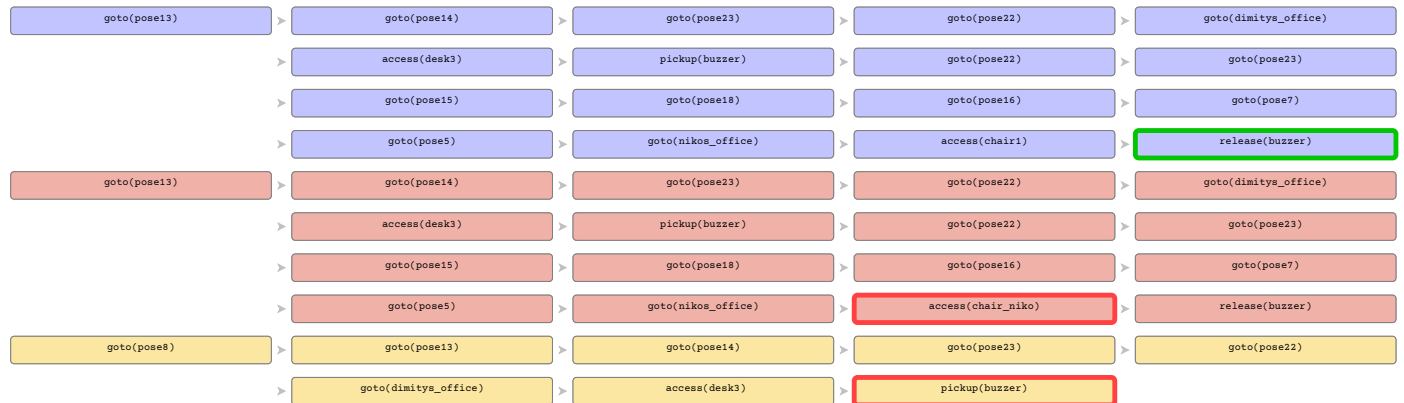 goto(pose13) goto(pose14) goto(pose23) goto(pose22) goto(dimitys_office)
access(desk3) pickup(buzzer) goto(pose22) goto(pose23)
goto(pose15) goto(pose18) goto(pose16) goto(pose7)
goto(pose5) goto(nikos_office) access(chair1) release(buzzer)
goto(pose13) goto(pose14) goto(pose23) goto(pose22) goto(dimitys_office)
access(desk3) pickup(buzzer) goto(pose22) goto(pose23)
goto(pose15) goto(pose18) goto(pose16) goto(pose7)
goto(pose5) goto(nikos_office) access(chair_niko) release(buzzer)
goto(pose8) goto(pose13) goto(pose14) goto(pose23) goto(pose22)
goto(dimitys_office) access(desk3) pickup(buzzer)